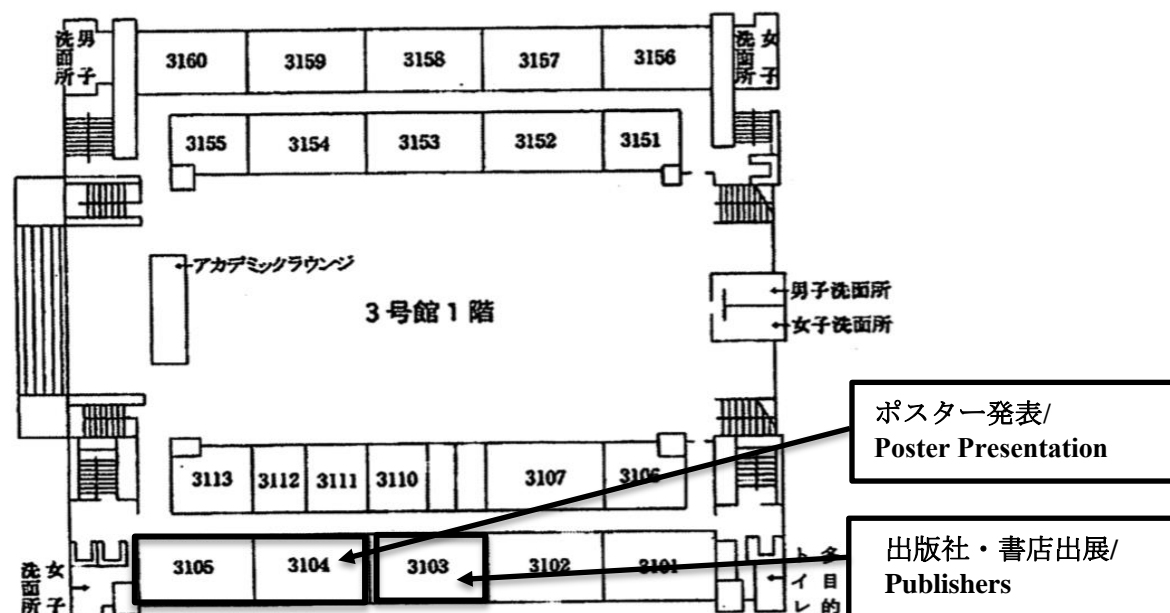 男子
洗面所
3160
3159
3158
3157
3156
女子
洗面所
3155
3154
3153
3152
3151
アカデミックラウンジ
3号館1階
男子洗面所
女子洗面所
ポスター発表/
Poster Presentation
3113
3112
3111
3110
3107
3106
出版社・書店出展/
Publishers
女子
洗面所
3105
3104
3103
3102
3101
多目的
トイレ